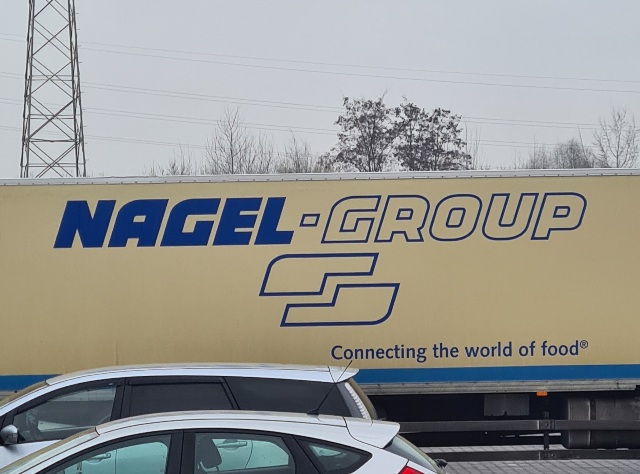 NAGEL-GROUP
Connecting the world of food®